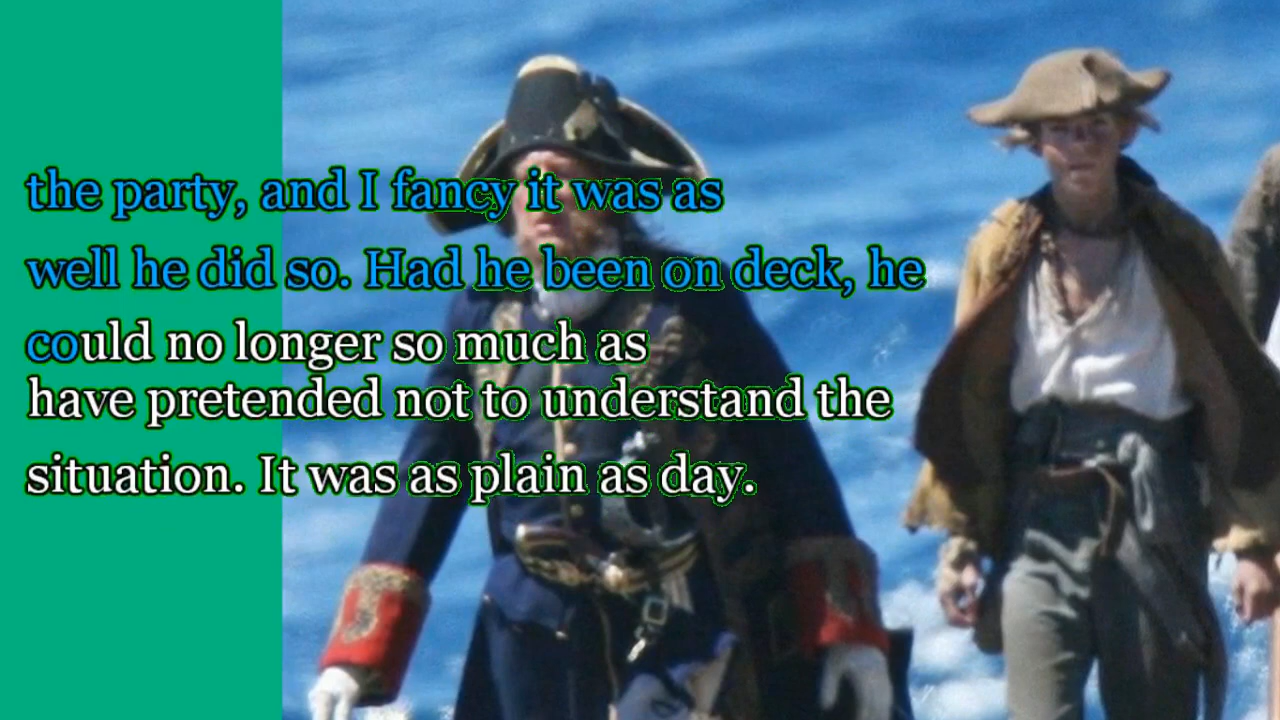 the party, and I fancy it was as
well he did so. Had he been on deck, he
could no longer so much as
have pretended not to understand the
situation. It was as plain as day.